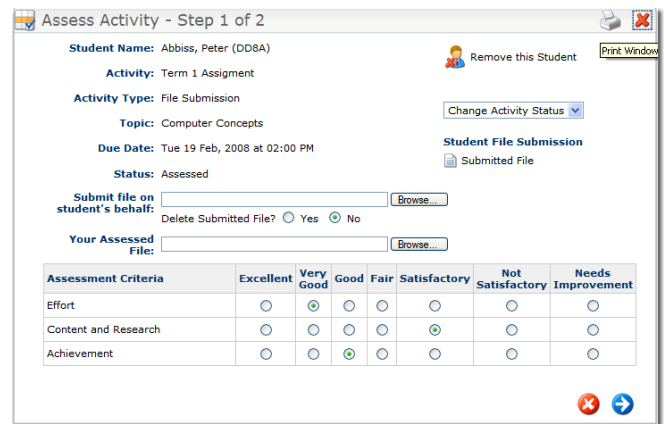 Assess Activity - Step 1 of 2
Print Window
Student Name: Abbiss, Peter (DD8A)
Remove this Student
Activity: Term 1 Assigment
Activity Type: File Submission
Change Activity Status
Topic: Computer Concepts
Student File Submission
Due Date: Tue 19 Feb, 2008 at 02:00 PM
Submitted File
Status: Assessed
Submit file on
student's behalf:
Browse...
Delete Submitted File? Yes No
Your Assessed
File:
Browse...
Assessment Criteria Excellent Very Good Good Fair Satisfactory Not Satisfactory Needs Improvement
Effort
Content and Research
Achievement